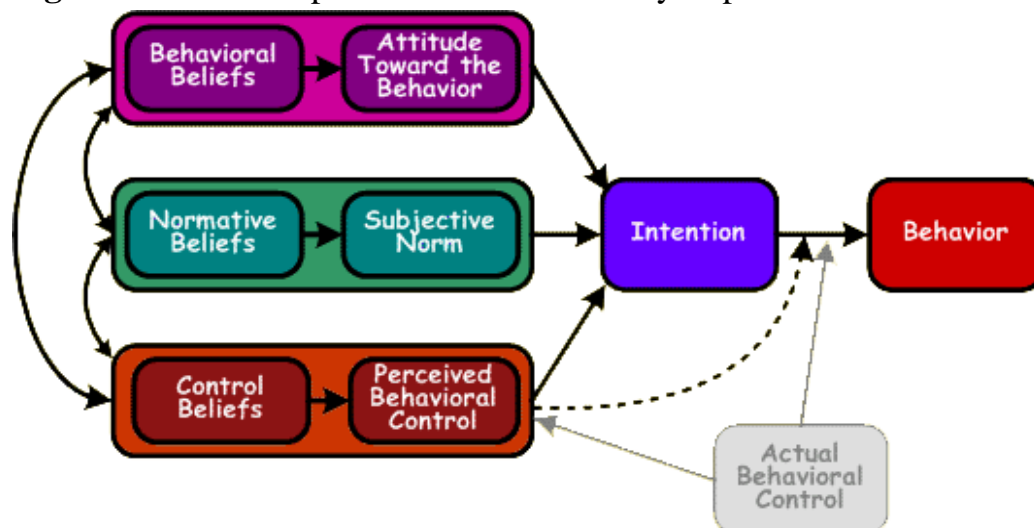 Behavioral
Beliefs
Attitude
Toward the
Behavior
Normative
Beliefs
Subjective
Norm
Intention
Behavior
Control
Beliefs
Perceived
Behavioral
Control
Actual
Behavioral
Control